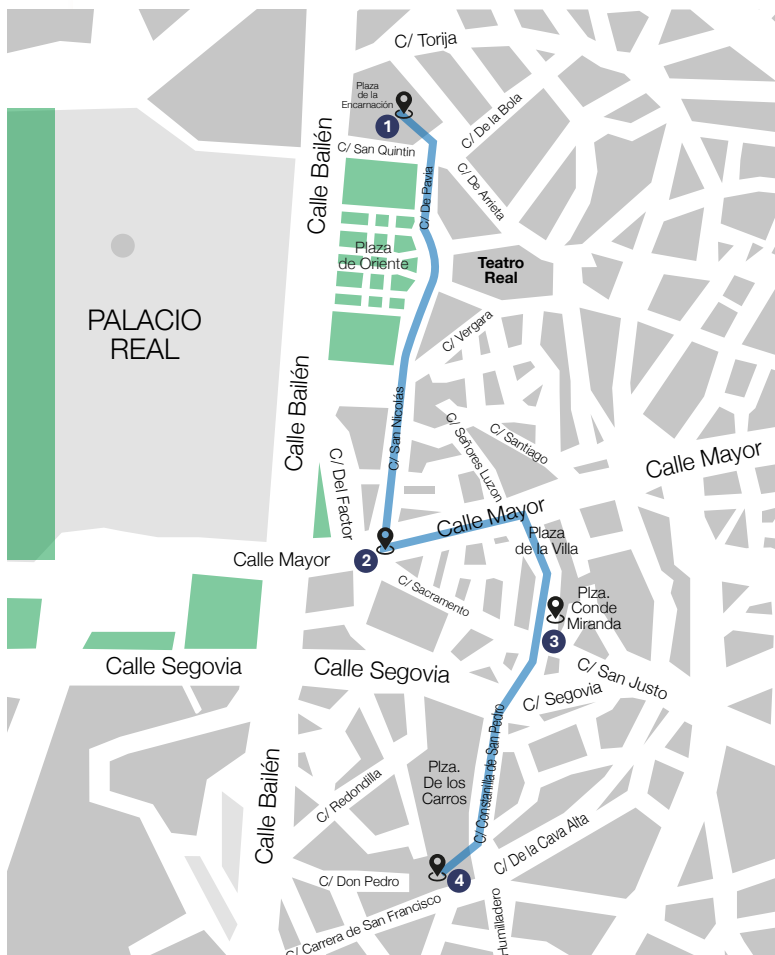 C/ Torija
Plaza
de la
Encarnación
1
C/ De la Bola
C/ San Quintin
Calle Bailén
C/ De Arrieta
C/ De Pavia
Plaza
de Oriente
Teatro
Real
PALACIO
REAL
C/ Vergara
Calle Bailén
C/ San Nicolás
C/ Señores Luzon
C/ Santiago
Calle Mayor
C/ Del Factor
Calle Mayor
Plaza
de la Villa
Calle Mayor
2
C/ Sacramento
Plza.
Conde
Miranda
3
Calle Segovia
Calle Segovia
C/ San Justo
C/ Segovia
C/ Constanilla de San Pedro
Plza.
De los
Carros
Calle Bailén
C/ Redondilla
C/ De la Cava Alta
C/ Don Pedro
4
C/ Carrera de San Francisco
Humilladero